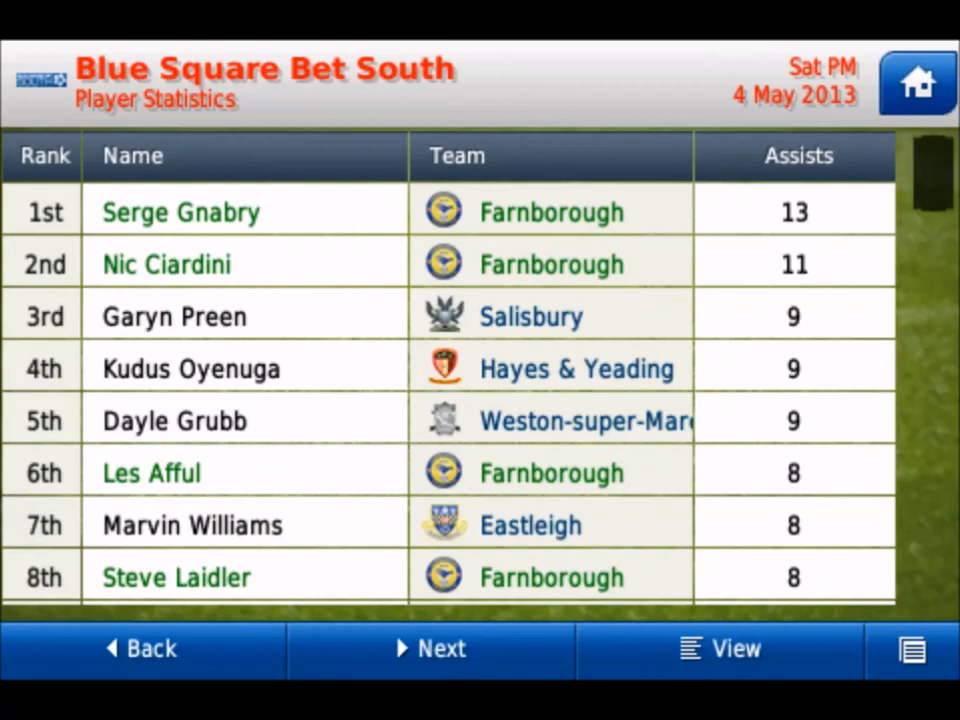 Blue Square Bet South
Player Statistics
Sat PM
4 May 2013
Rank Name Team Assists
1st Serge Gnabry Farnborough 13
2nd Nic Ciardini Farnborough 11
3rd Garyn Preen Salisbury 9
4th Kudus Oyenuga Hayes & Yeading 9
5th Dayle Grubb Weston-super-Mare 9
6th Les Afful Farnborough 8
7th Marvin Williams Eastleigh 8
8th Steve Laidler Farnborough 8
Back Next View